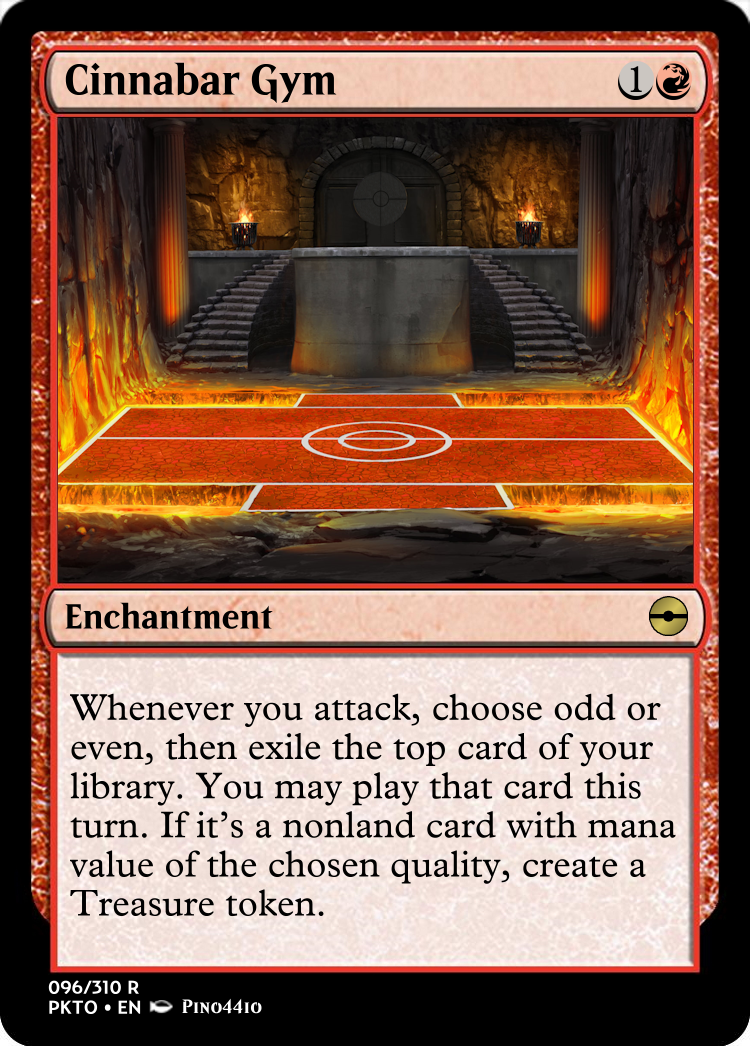 Cinnabar Gym 1
Enchantment
Whenever you attack, choose odd or
even, then exile the top card of your
library. You may play that card this
turn. If it's a nonland card with mana
value of the chosen quality, create a
Treasure token.
096/310 R
PKTO • EN Pino4410